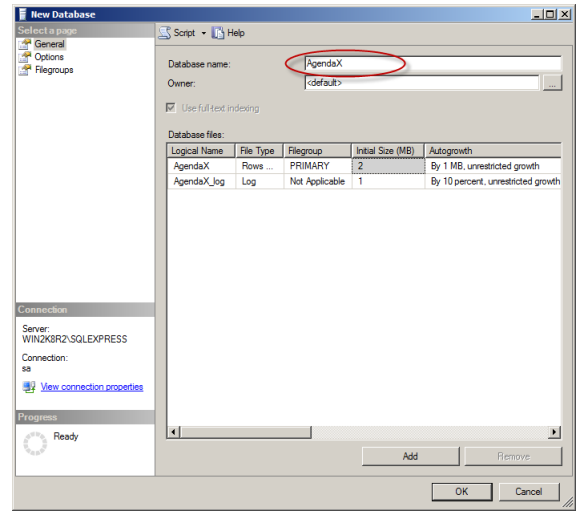 New Database
Select a page
General
Options
Filegroups
Script Help
Database name: AgendaX
Owner: <default> ...
Use full-text indexing
Database files:
Logical Name File Type Filegroup Initial Size (MB) Autogrowth
AgendaX Rows ... PRIMARY 2 By 1 MB, unrestricted growth
AgendaX_log Log Not Applicable 1 By 10 percent, unrestricted growth
Connection
Server:
WIN2K8R2\SQLEXPRESS
Connection:
sa
View connection properties
Progress
Ready
Add Remove
OK Cancel